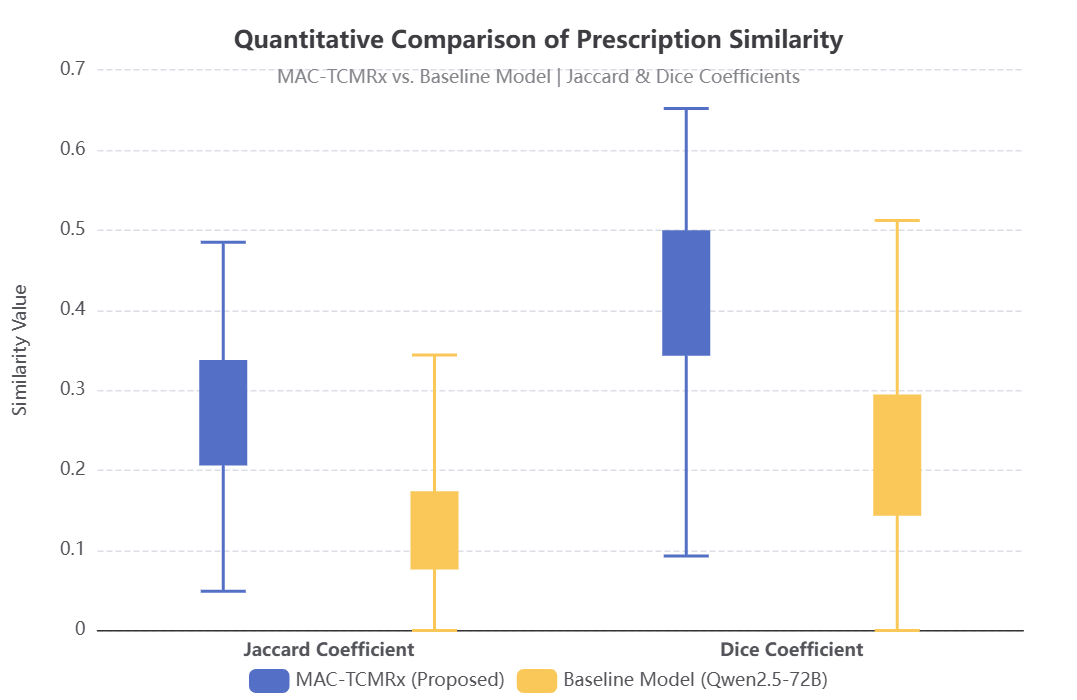 Quantitative Comparison of Prescription Similarity
MAC-TCMRx vs. Baseline Model | Jaccard & Dice Coefficients
Similarity Value
0.7
0.6
0.5
0.4
0.3
0.2
0.1
0
Jaccard Coefficient
Dice Coefficient
MAC-TCMRx (Proposed)
Baseline Model (Qwen2.5-72B)